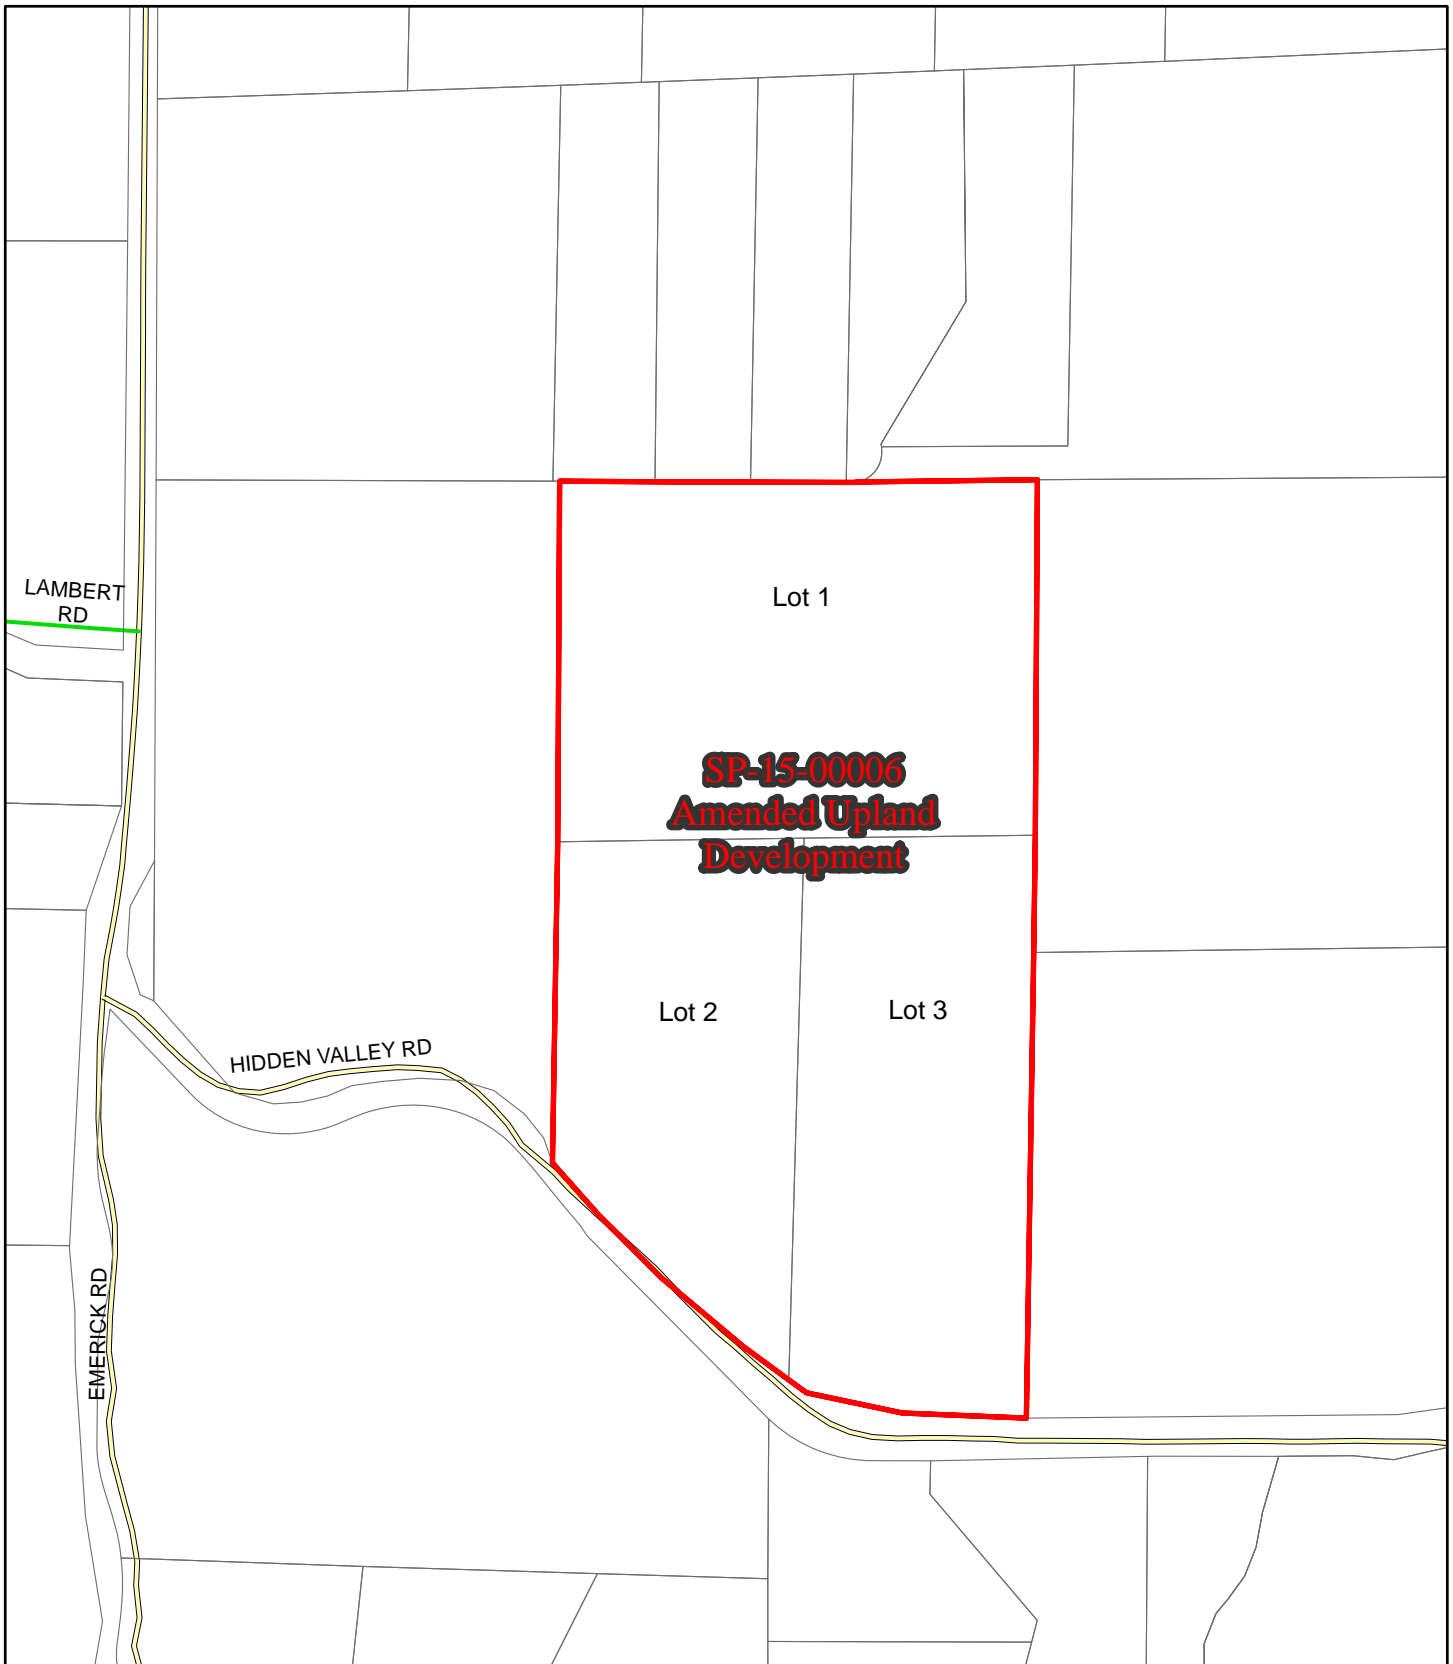 LAMBERT
RD
Lot 1
SP-15-00006
Amended Upland
Development
Lot 2
Lot 3
HIDDEN VALLEY RD
EMERICK RD